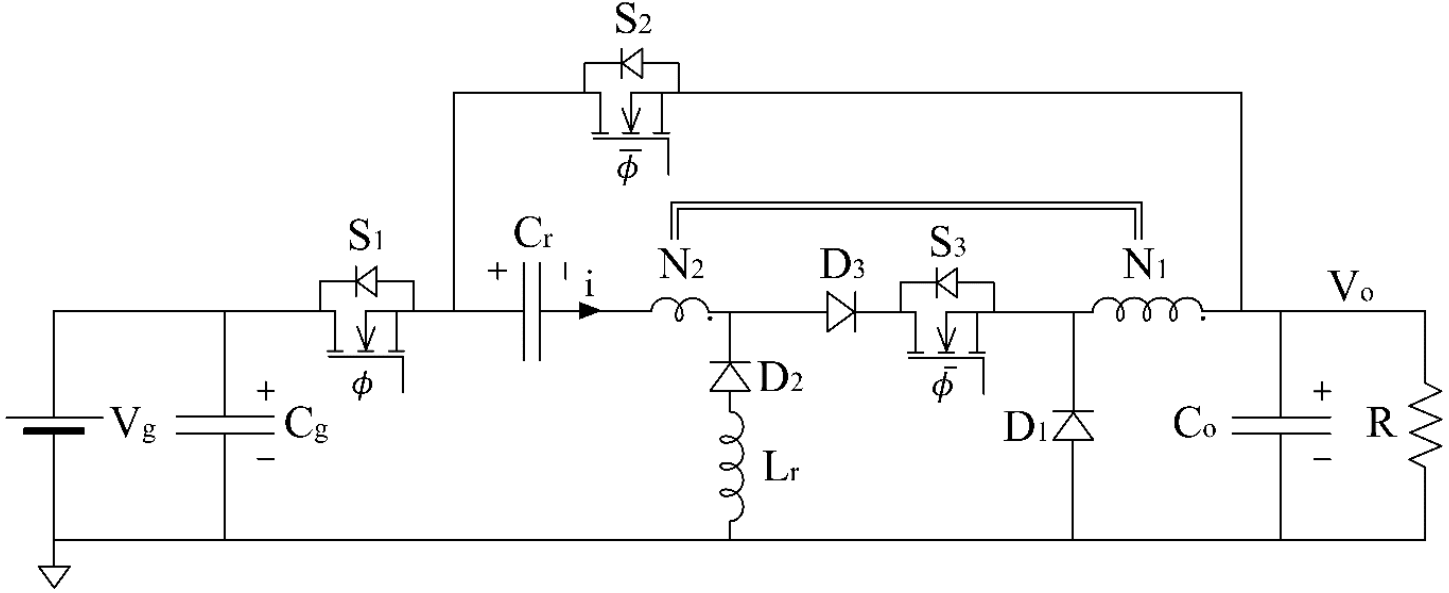 S2
ϕ̅
S1
Cr
N2
D3
S3
N1
Vo
+
i
ϕ
ϕ̅
D2
Vg
+
Cg
−
Lr
D1
Co
+
−
R